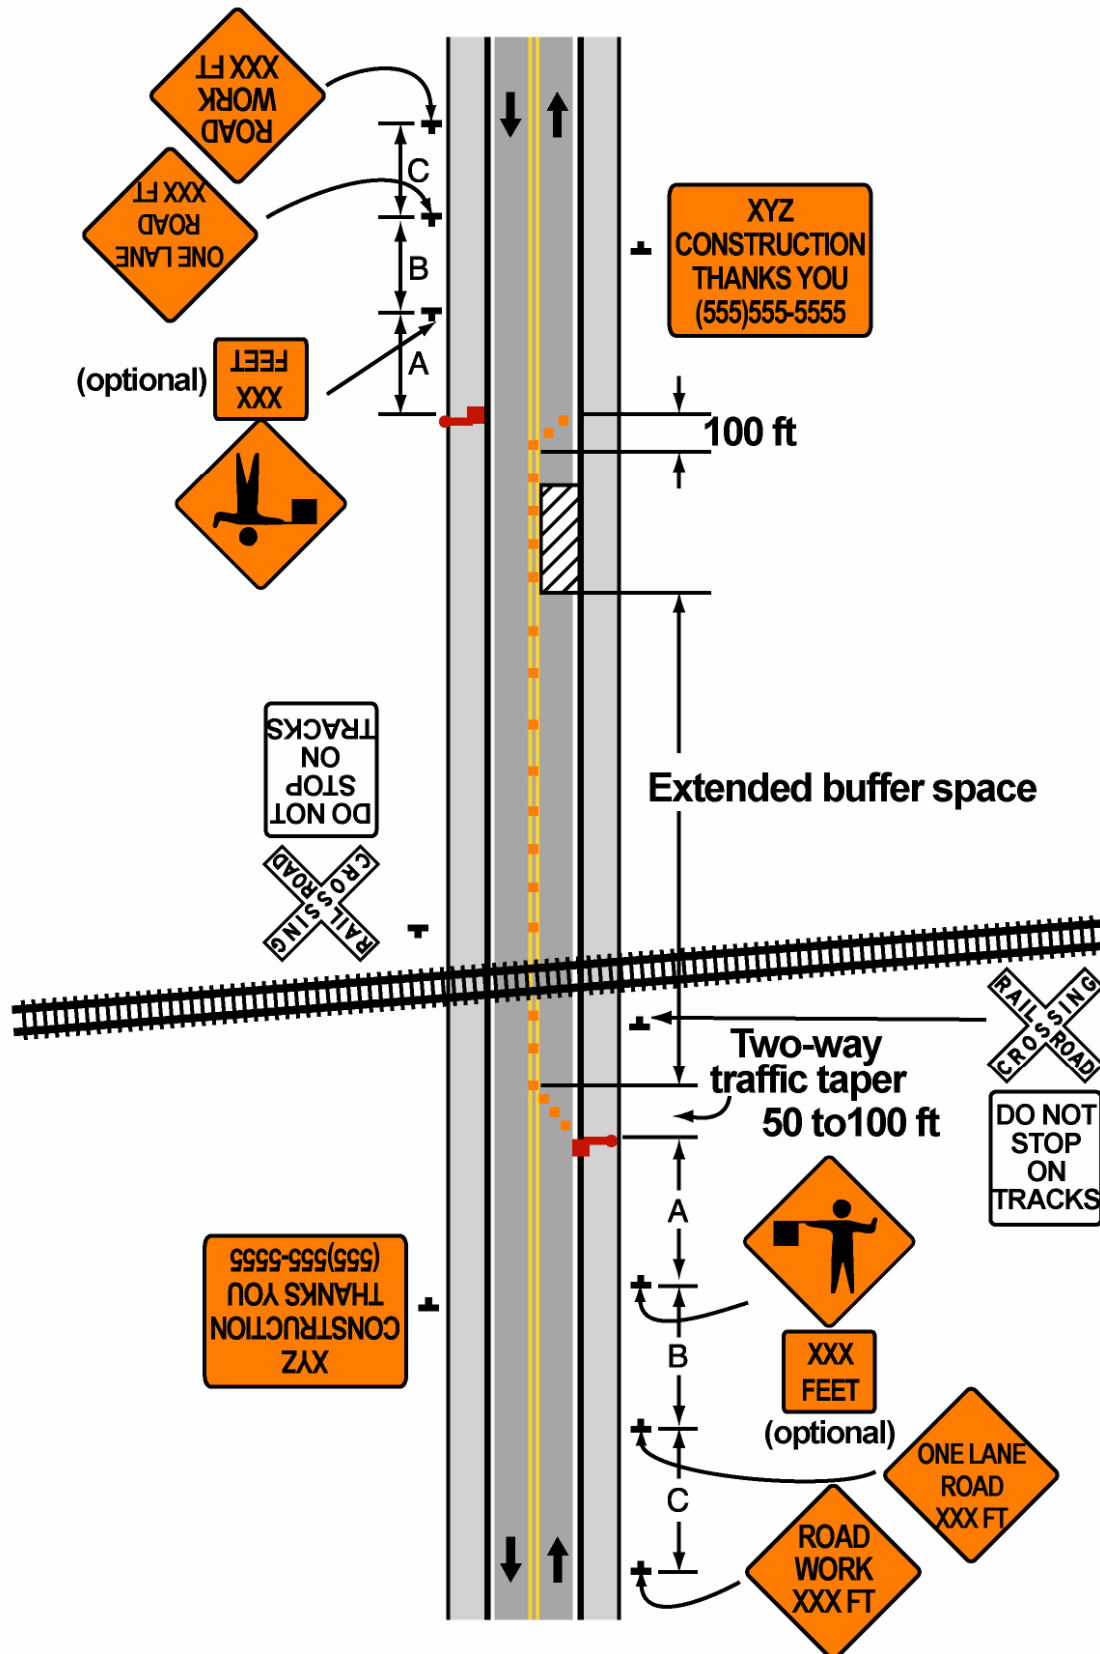 ROAD
WORK
XXX FT
C
ONE LANE
ROAD
XXX FT
B
XYZ
CONSTRUCTION
THANKS YOU
(555)555-5555
A
(optional)
XXX
FEET
100 ft
DO NOT
STOP
ON
TRACKS
Extended buffer space
RAILROAD
CROSSING
RAILROAD
CROSSING
Two-way
traffic taper
50 to100 ft
DO NOT
STOP
ON
TRACKS
A
XYZ
CONSTRUCTION
THANKS YOU
(555)555-5555
B
XXX
FEET
(optional)
ONE LANE
ROAD
XXX FT
C
ROAD
WORK
XXX FT